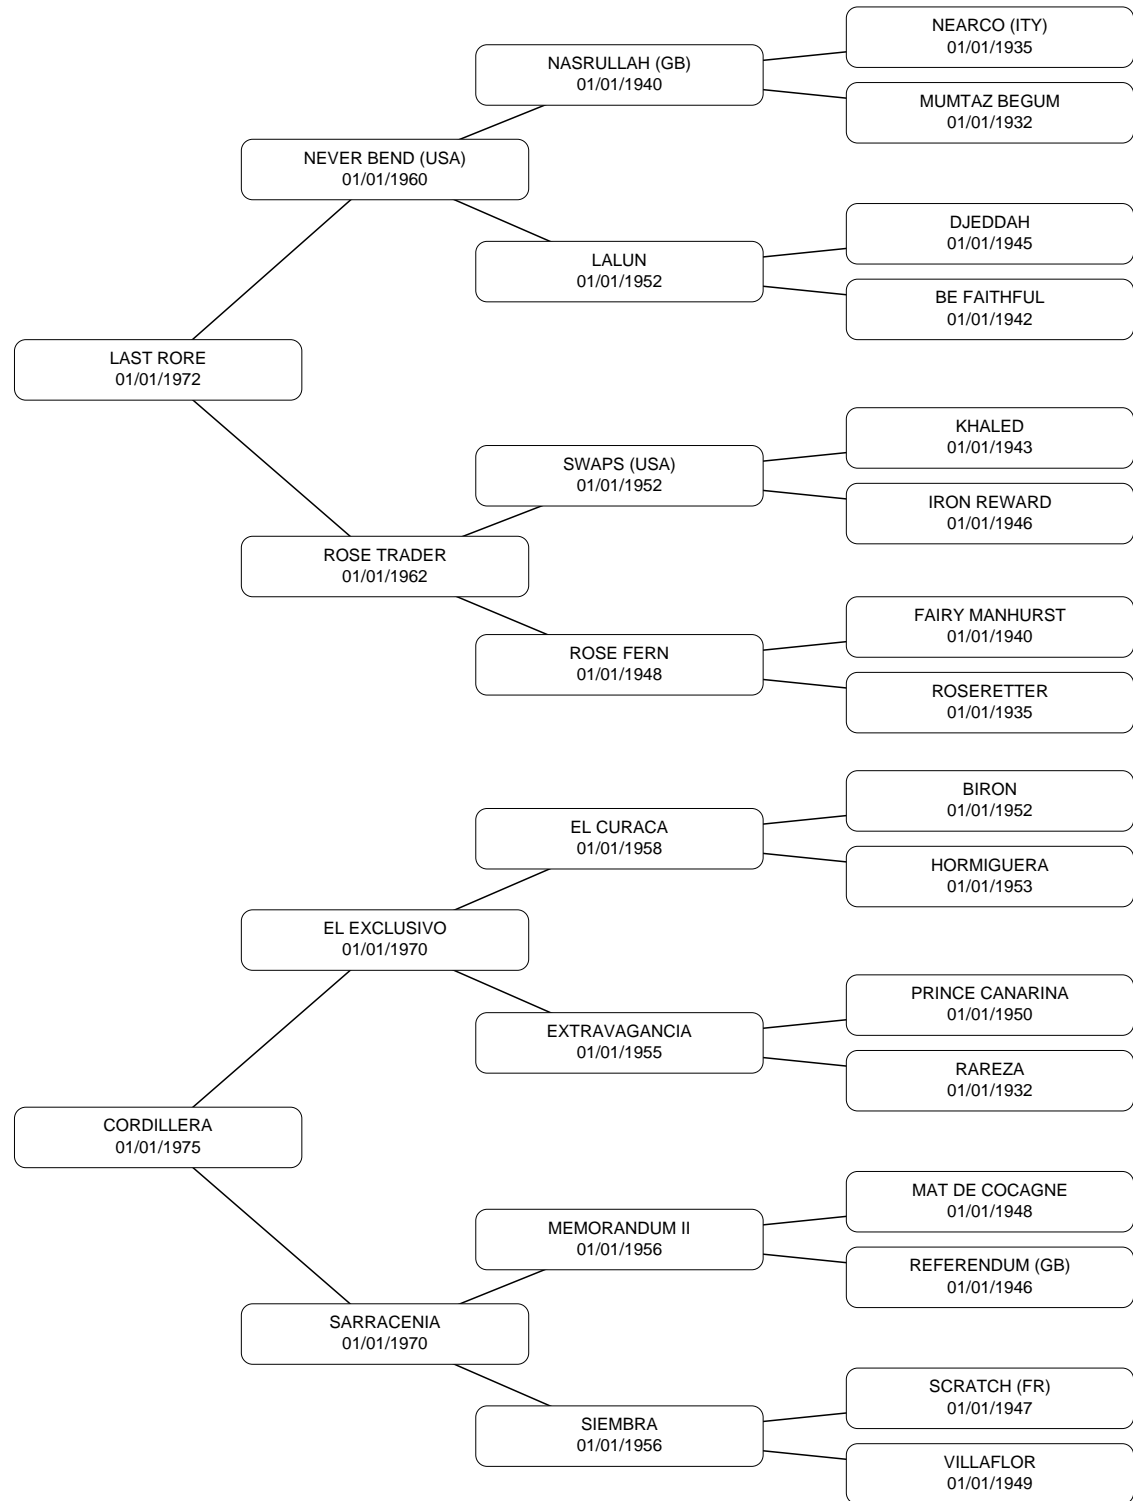 NEARCO (ITY)
01/01/1935
NASRULLAH (GB)
01/01/1940
MUMTAZ BEGUM
01/01/1932
NEVER BEND (USA)
01/01/1960
DJEDDAH
01/01/1945
LALUN
01/01/1952
BE FAITHFUL
01/01/1942
LAST RORE
01/01/1972
KHALED
01/01/1943
SWAPS (USA)
01/01/1952
IRON REWARD
01/01/1946
ROSE TRADER
01/01/1962
FAIRY MANHURST
01/01/1940
ROSE FERN
01/01/1948
ROSERETTER
01/01/1935
BIRON
01/01/1952
EL CURACA
01/01/1958
HORMIGUERA
01/01/1953
EL EXCLUSIVO
01/01/1970
PRINCE CANARINA
01/01/1950
EXTRAVAGANCIA
01/01/1955
RAREZA
01/01/1932
CORDILLERA
01/01/1975
MAT DE COCAGNE
01/01/1948
MEMORANDUM II
01/01/1956
REFERENDUM (GB)
01/01/1946
SARRACENIA
01/01/1970
SCRATCH (FR)
01/01/1947
SIEMBRA
01/01/1956
VILLAFLOR
01/01/1949